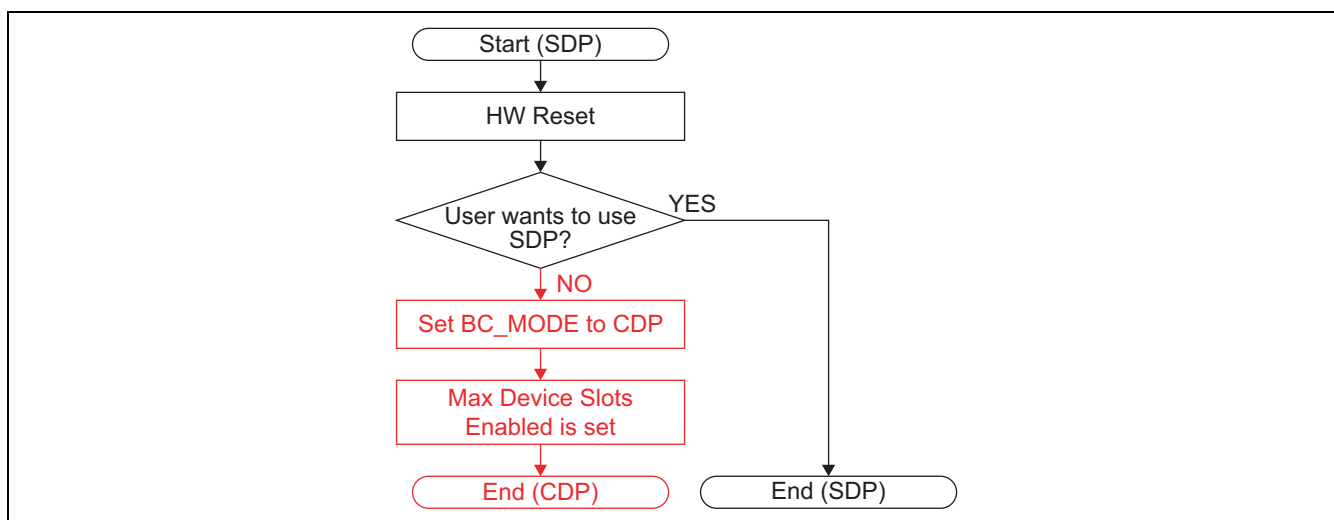 Start (SDP)
HW Reset
User wants to use
SDP?
YES
NO
Set BC_MODE to CDP
Max Device Slots
Enabled is set
End (CDP)
End (SDP)